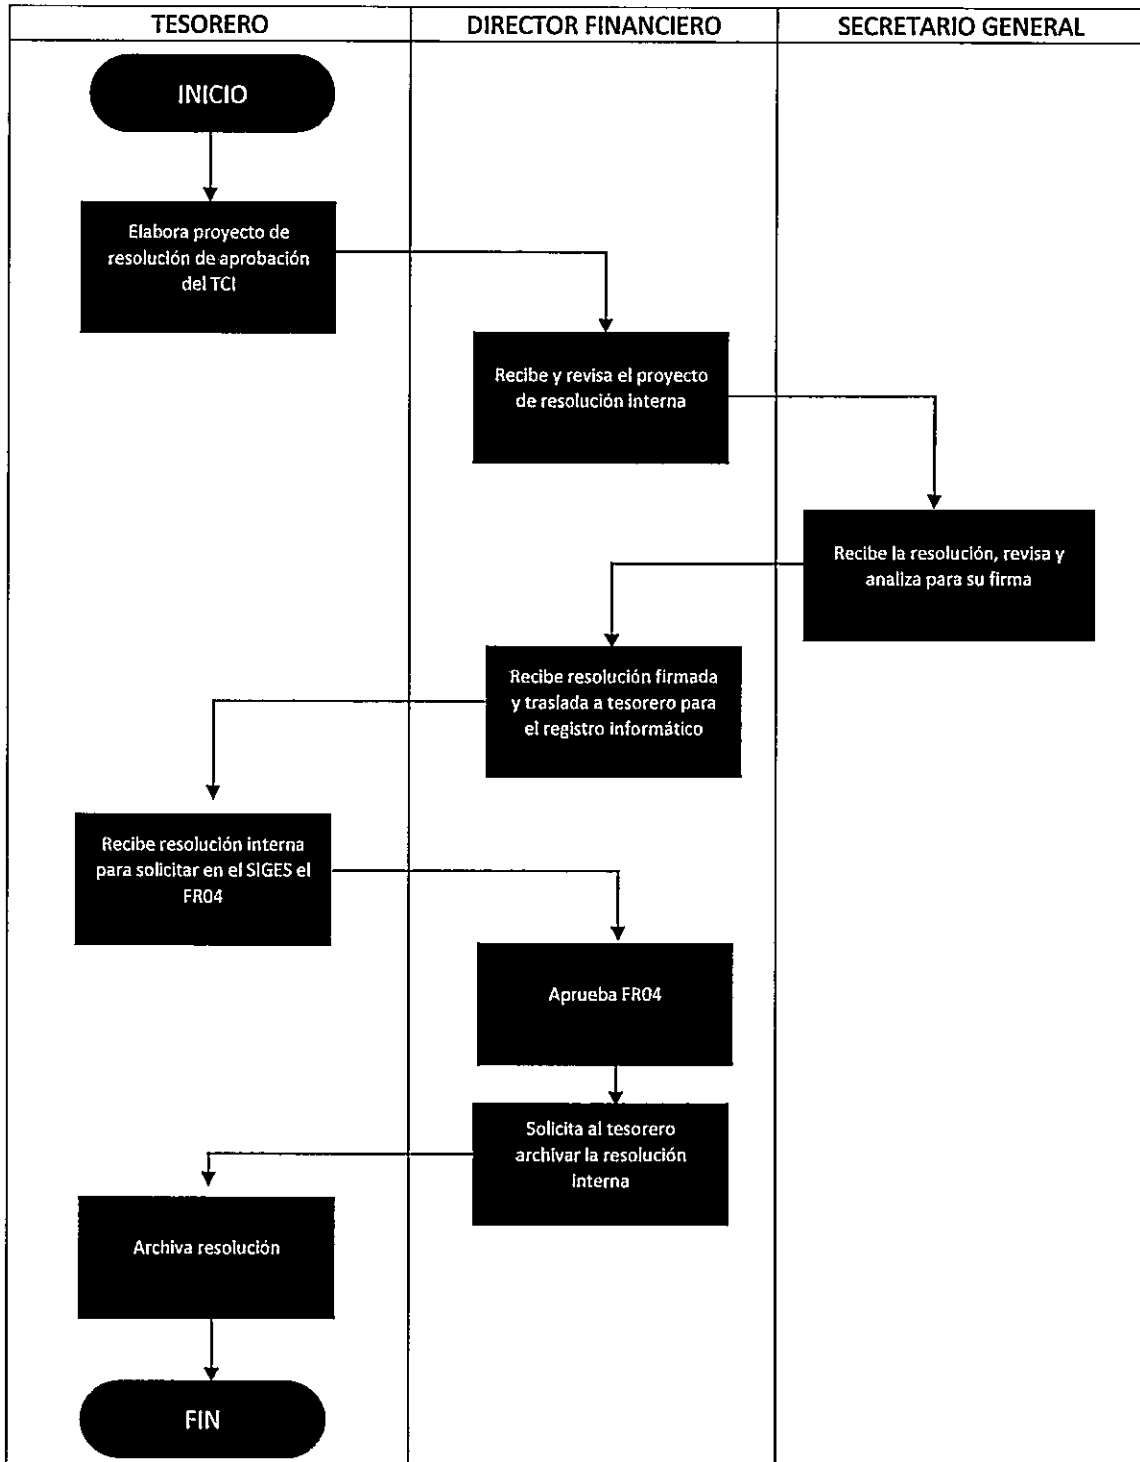 TESORERO
DIRECTOR FINANCIERO
SECRETARIO GENERAL
INICIO
Elabora proyecto de
resolución de aprobación
del TCI
Recibe y revisa el proyecto
de resolución interna
Recibe la resolución, revisa y
analiza para su firma
Recibe resolución firmada
y traslada a tesorero para
el registro informático
Recibe resolución interna
para solicitar en el SIGES el
FR04
Aprueba FR04
Solicita al tesorero
archivar la resolución
interna
Archiva resolución
FIN